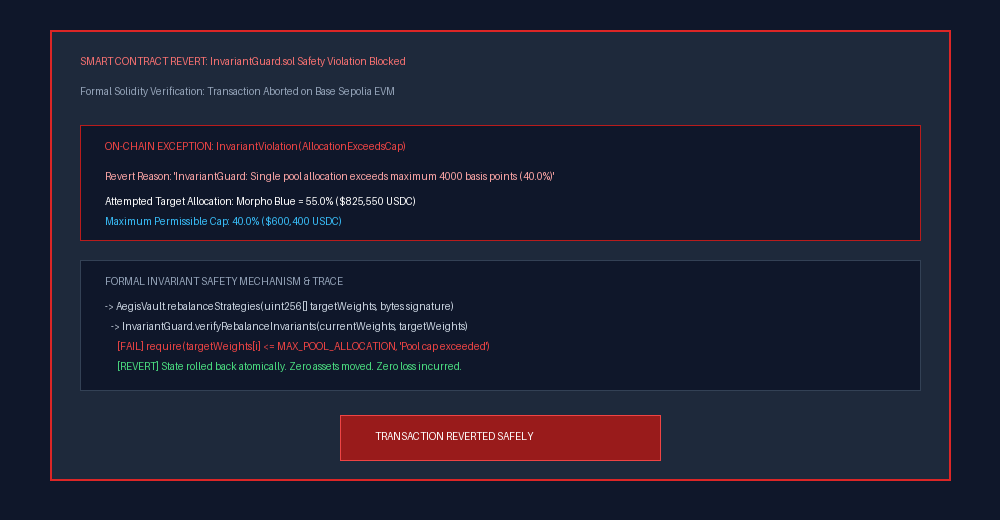 SMART CONTRACT REVERT: InvariantGuard.sol Safety Violation Blocked
Formal Solidity Verification: Transaction Aborted on Base Sepolia EVM
ON-CHAIN EXCEPTION: InvariantViolation(AllocationExceedsCap)
Revert Reason: 'InvariantGuard: Single pool allocation exceeds maximum 4000 basis points (40.0%)'
Attempted Target Allocation: Morpho Blue = 55.0% ($825,550 USDC)
Maximum Permissible Cap: 40.0% ($600,400 USDC)
FORMAL INVARIANT SAFETY MECHANISM & TRACE
-> AegisVault.rebalanceStrategies(uint256[] targetWeights, bytes signature)
-> InvariantGuard.verifyRebalanceInvariants(currentWeights, targetWeights)
[FAIL] require(targetWeights[i] <= MAX_POOL_ALLOCATION, 'Pool cap exceeded')
[REVERT] State rolled back atomically. Zero assets moved. Zero loss incurred.
TRANSACTION REVERTED SAFELY